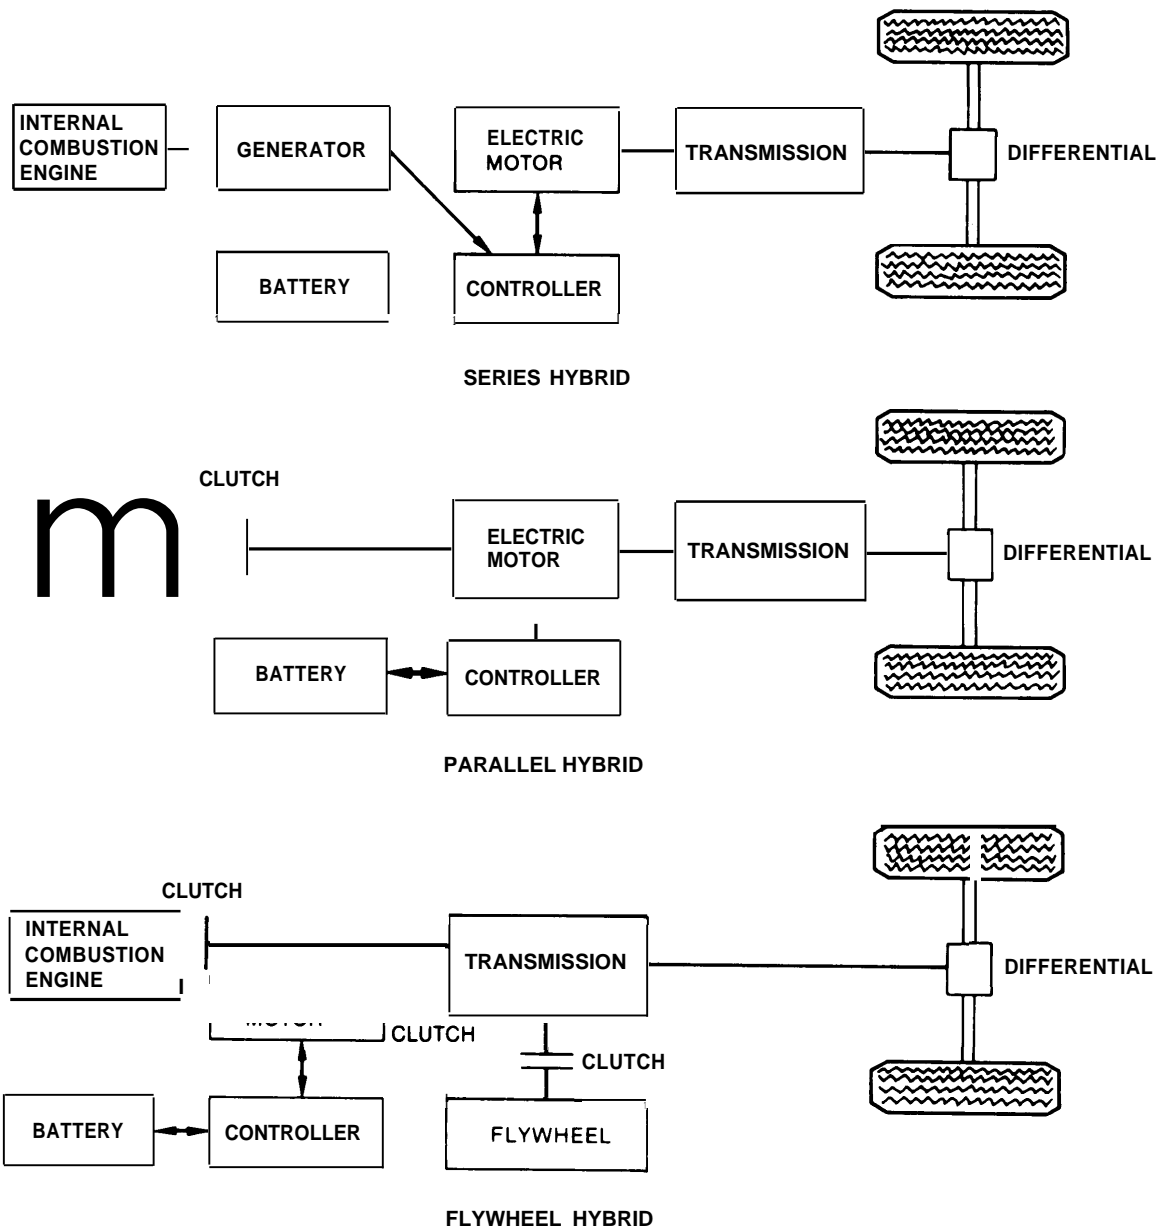 INTERNAL
COMBUSTION
ENGINE
GENERATOR
ELECTRIC
MOTOR
TRANSMISSION
DIFFERENTIAL
BATTERY
CONTROLLER
SERIES HYBRID
CLUTCH
m
ELECTRIC
MOTOR
TRANSMISSION
DIFFERENTIAL
BATTERY
CONTROLLER
PARALLEL HYBRID
CLUTCH
INTERNAL
COMBUSTION
ENGINE
TRANSMISSION
DIFFERENTIAL
CLUTCH
CLUTCH
BATTERY
CONTROLLER
FLYWHEEL
FLYWHEEL HYBRID